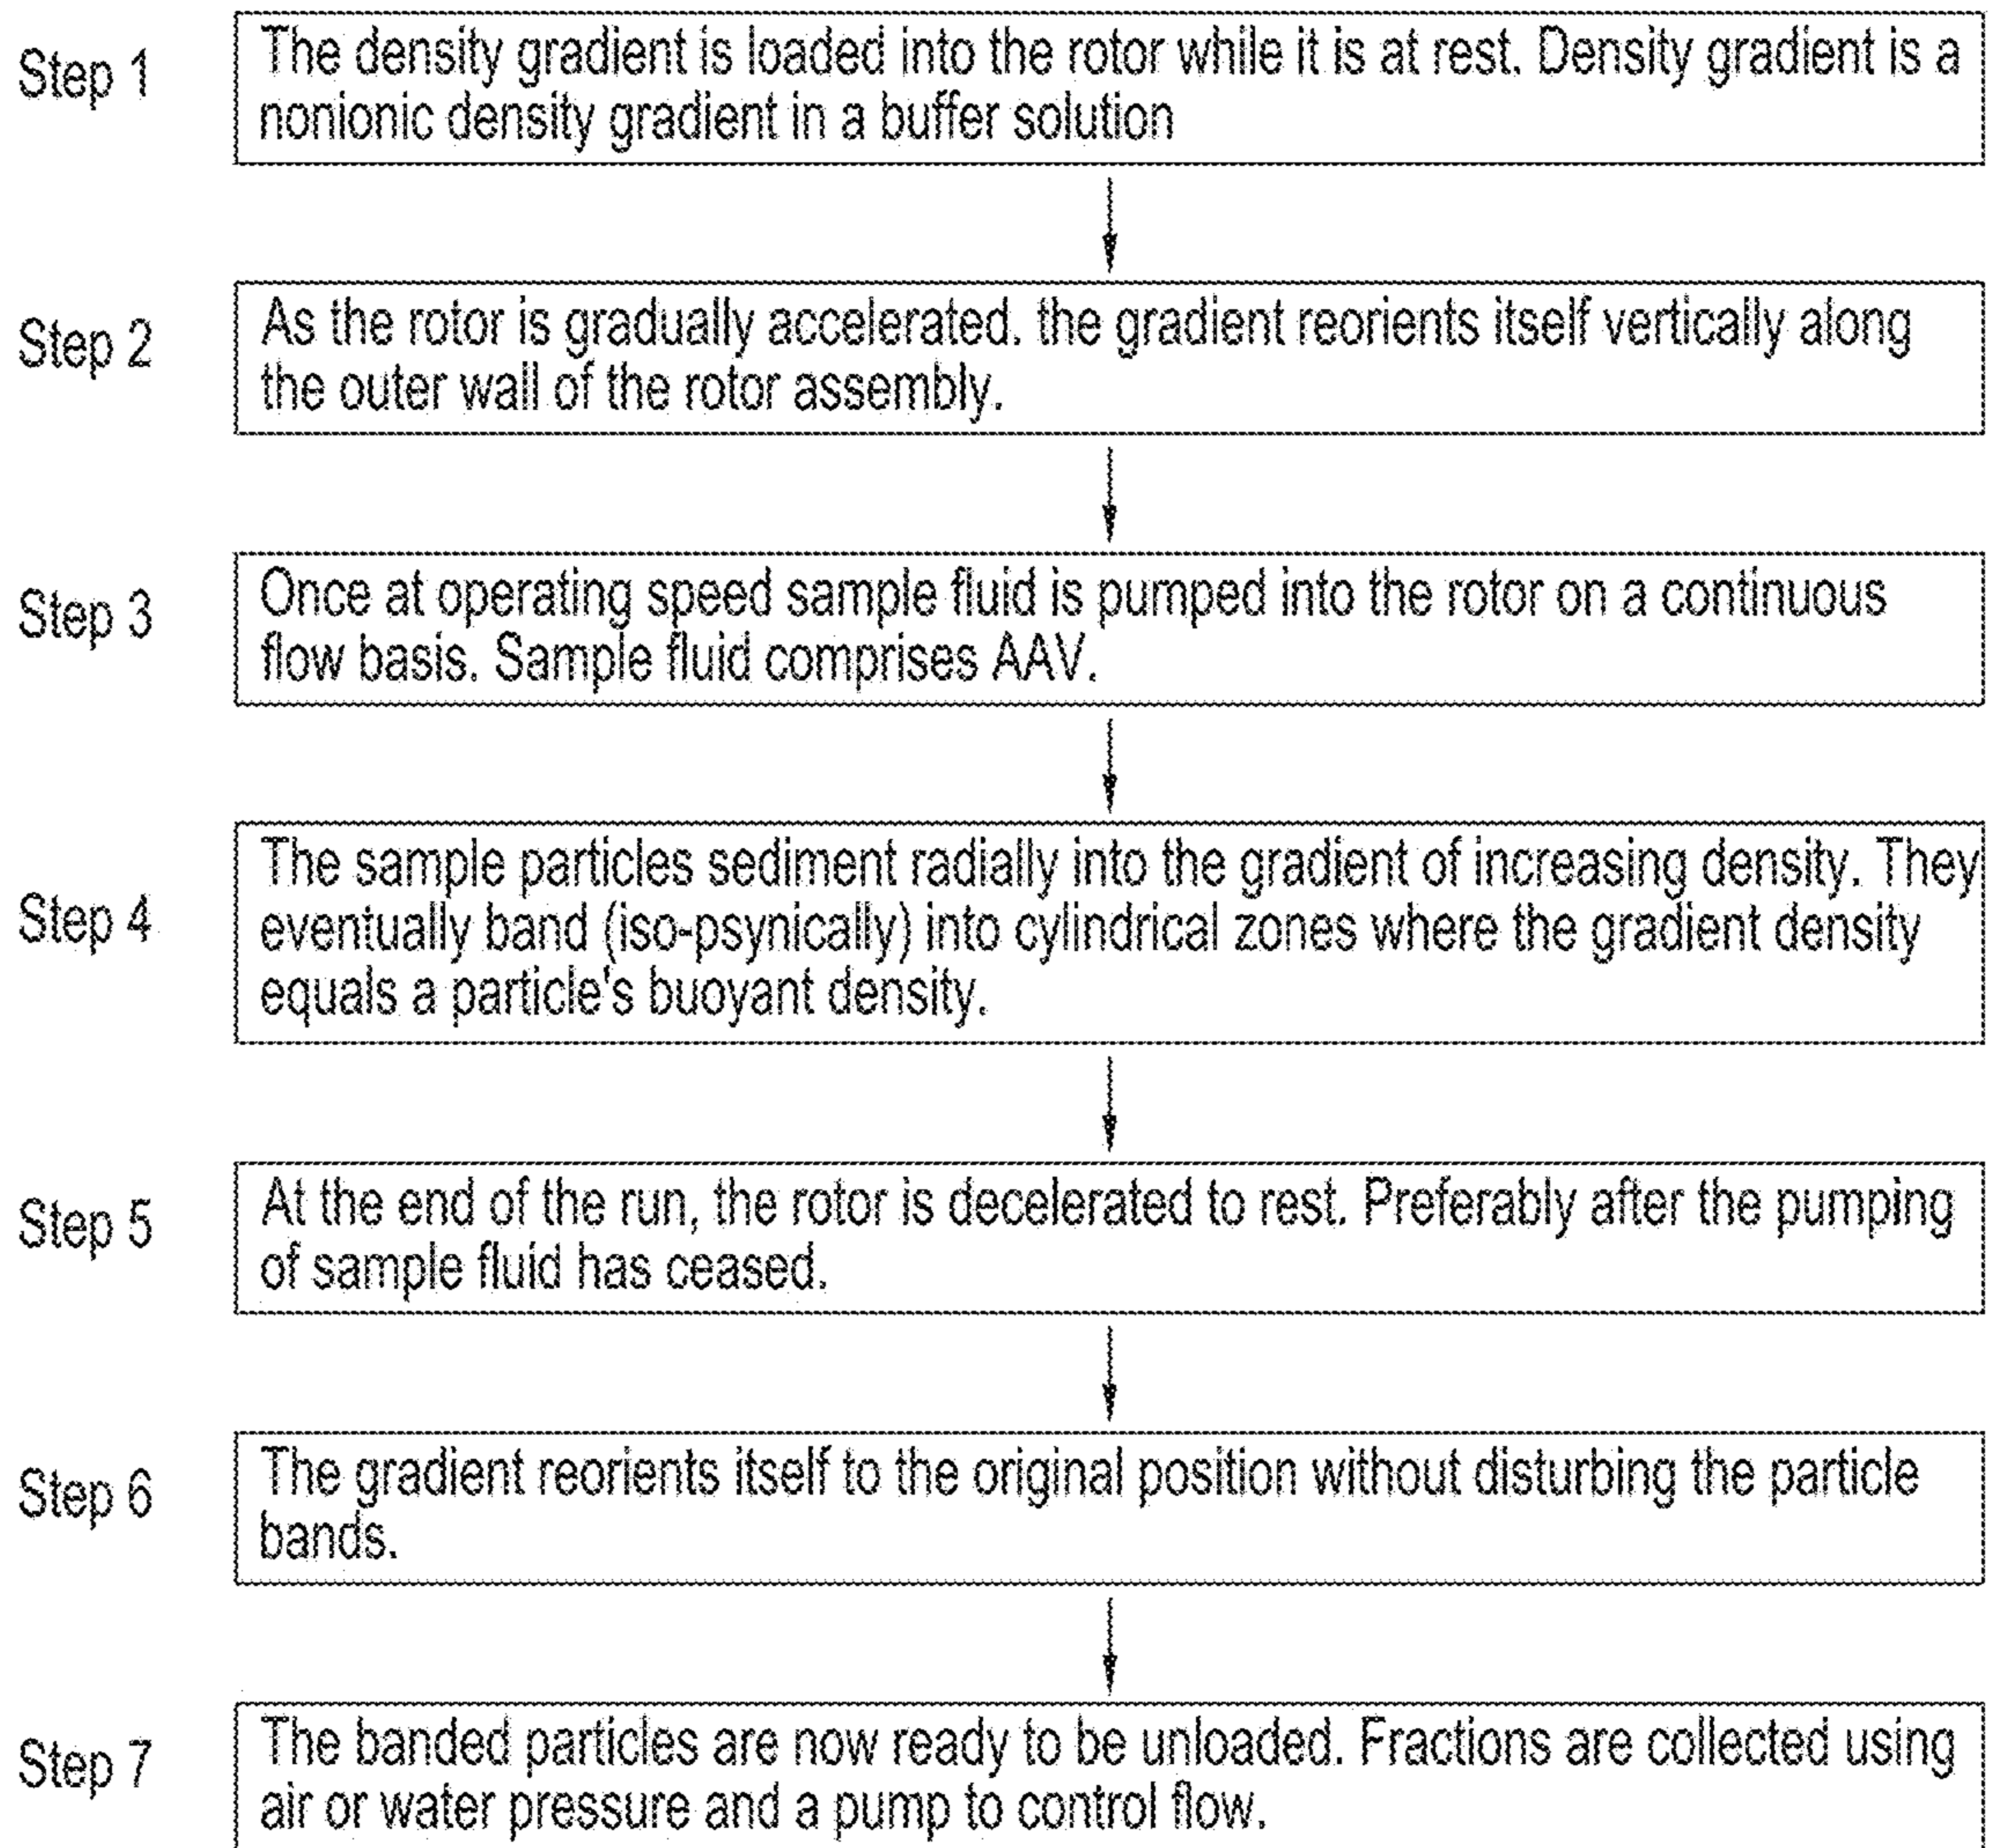 Step 1
The density gradient is loaded into the rotor while it is at rest. Density gradient is a
nonionic density gradient in a buffer solution
Step 2
As the rotor is gradually accelerated. the gradient reorients itself vertically along
the outer wall of the rotor assembly.
Step 3
Once at operating speed sample fluid is pumped into the rotor on a continuous
flow basis. Sample fluid comprises AAV.
Step 4
The sample particles sediment radially into the gradient of increasing density. They
eventually band (iso-psynically) into cylindrical zones where the gradient density
equals a particle's buoyant density.
Step 5
At the end of the run, the rotor is decelerated to rest. Preferably after the pumping
of sample fluid has ceased.
Step 6
The gradient reorients itself to the original position without disturbing the particle
bands.
Step 7
The banded particles are now ready to be unloaded. Fractions are collected using
air or water pressure and a pump to control flow.